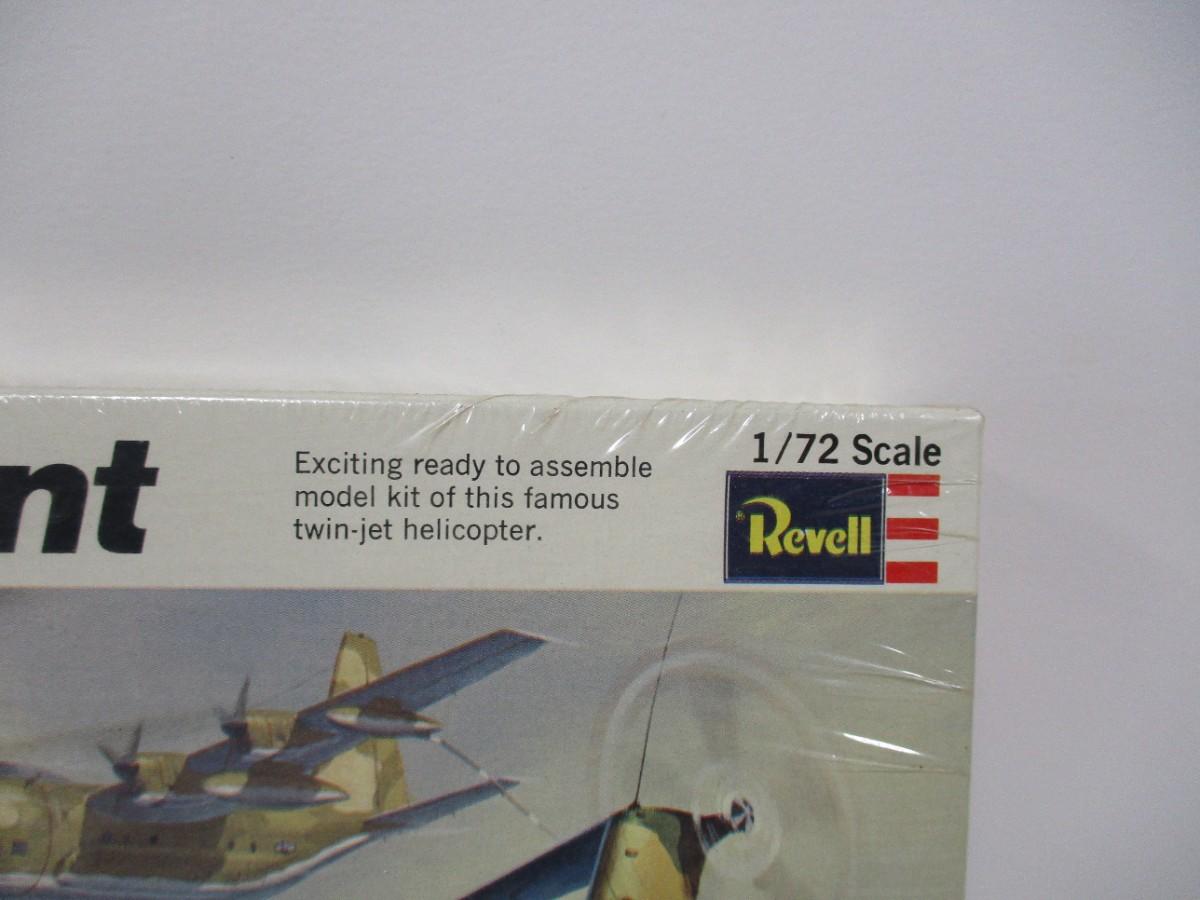 nt
Exciting ready to assemble
model kit of this famous
twin-jet helicopter.
1/72 Scale
® Revell